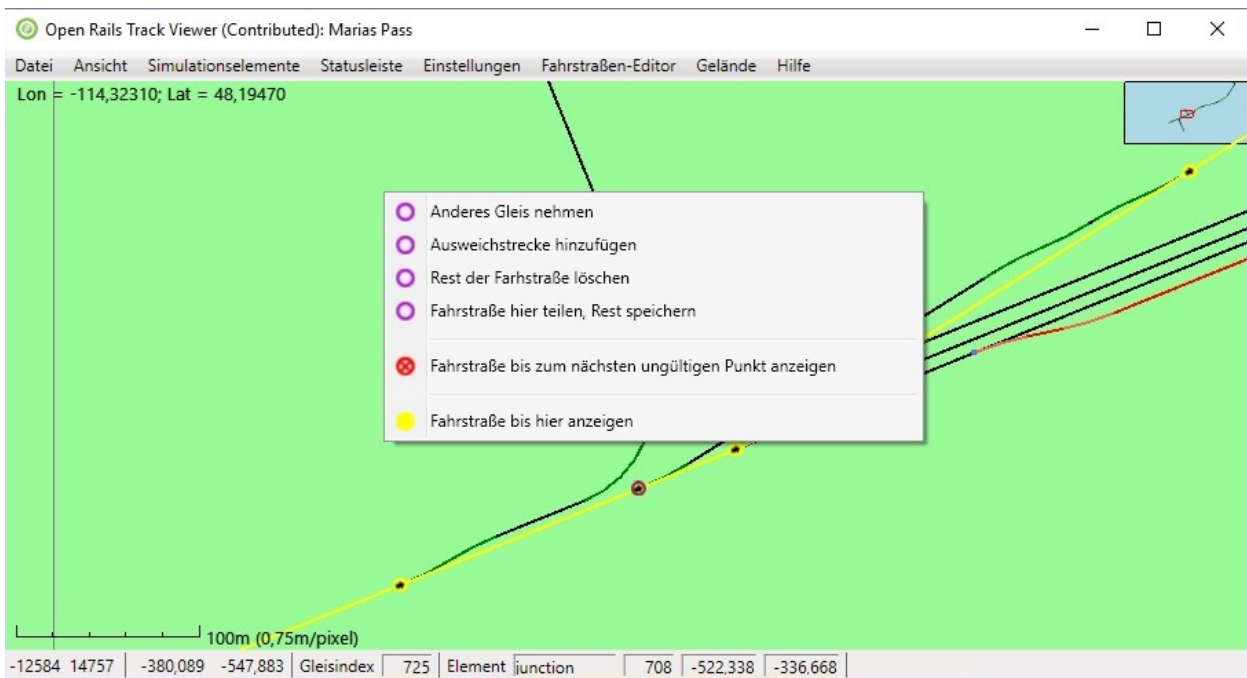 Open Rails Track Viewer (Contributed): Marias Pass
Datei Ansicht Simulationselemente Statusleiste Einstellungen Fahrstraßen-Editor Gelände Hilfe
Lon = -114,32310; Lat = 48,19470
Anderes Gleis nehmen
Ausweichstrecke hinzufügen
Rest der Farhstraße löschen
Fahrstraße hier teilen, Rest speichern
Fahrstraße bis zum nächsten ungültigen Punkt anzeigen
Fahrstraße bis hier anzeigen
100m (0,75m/pixel)
-12584 14757 -380,089 -547,883 Gleisindex 725 Element junction 708 -522,338 -336,668